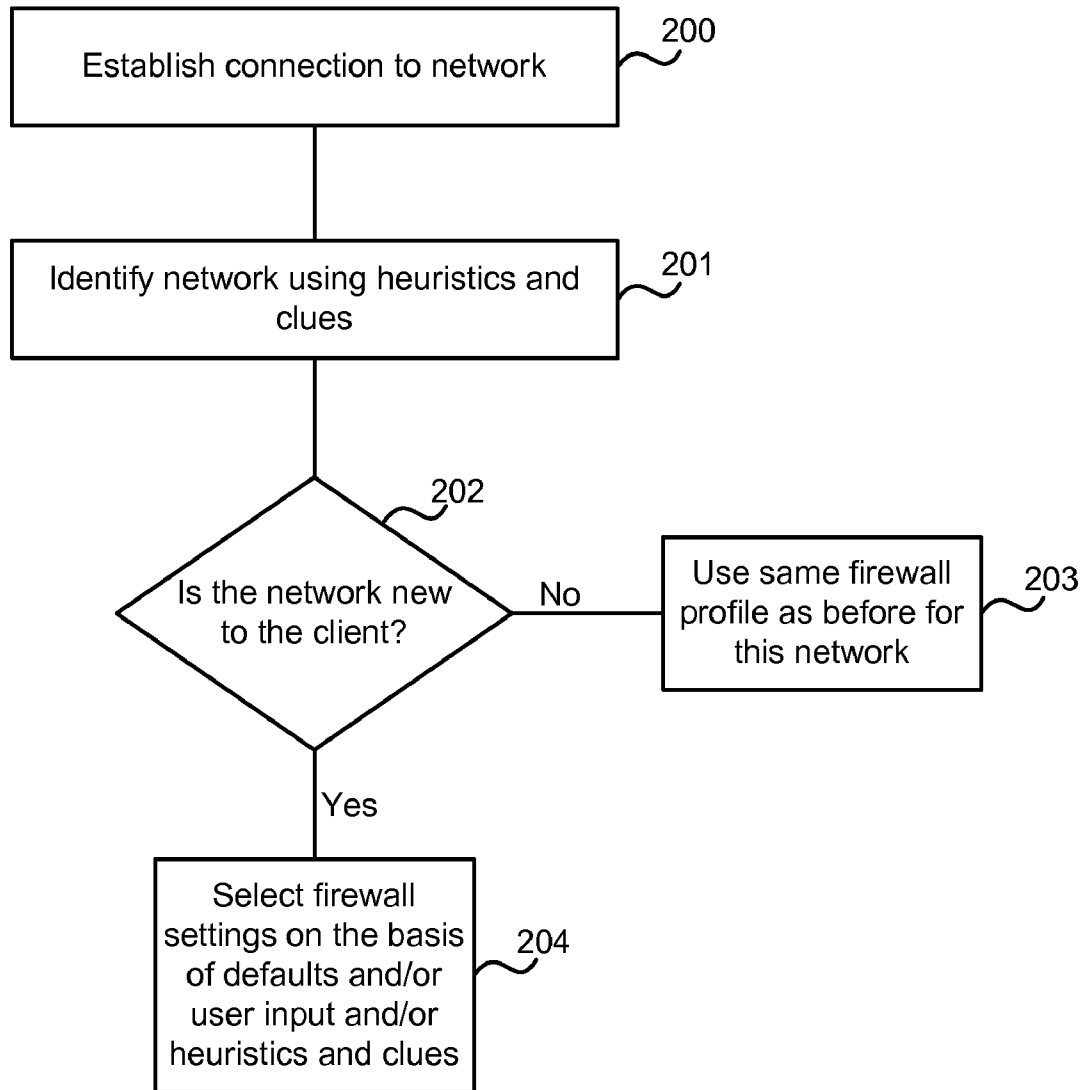 200
Establish connection to network
201
Identify network using heuristics and
clues
202
Is the network new
to the client?
No
Use same firewall
profile as before for
this network
203
Yes
Select firewall
settings on the basis
of defaults and/or
user input and/or
heuristics and clues
204